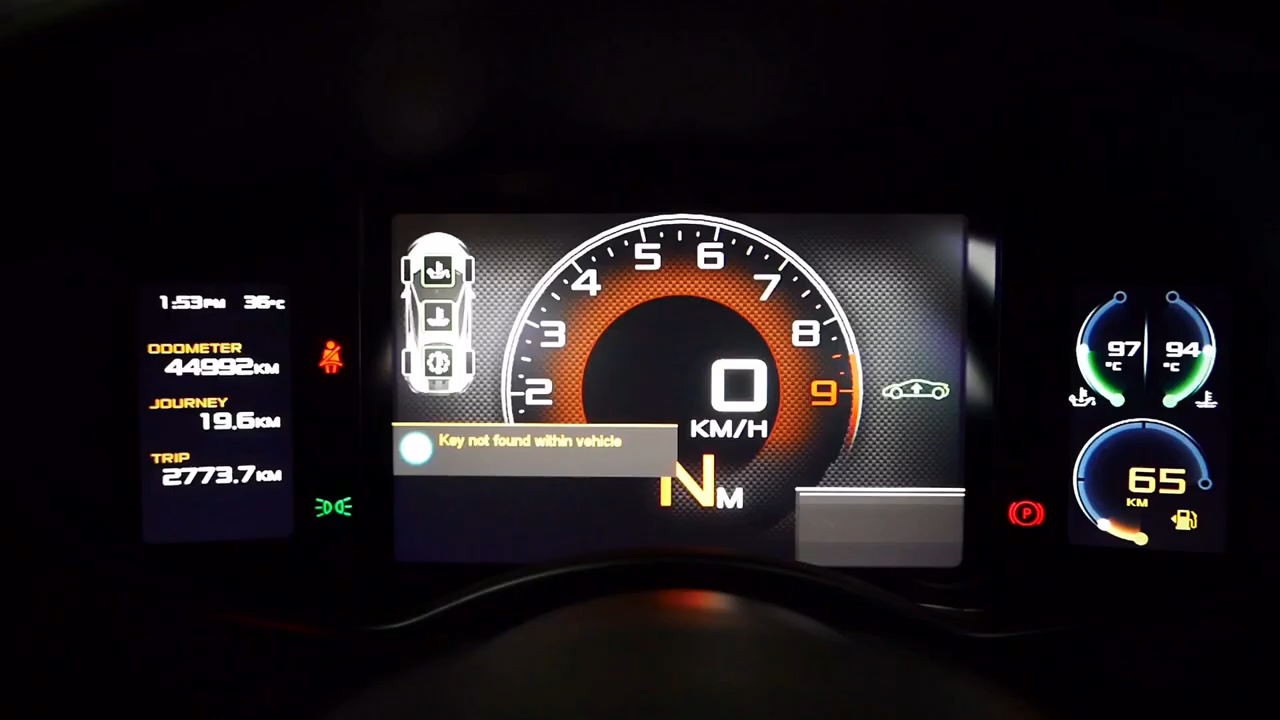 1:53PM 36°C
ODOMETER
44992KM
JOURNEY
19.6KM
TRIP
2773.7KM
2 3 4 5 6 7 8 9
0
KM/H
Key not found within vehicle
NM
P
97 °C
94 °C
65
KM